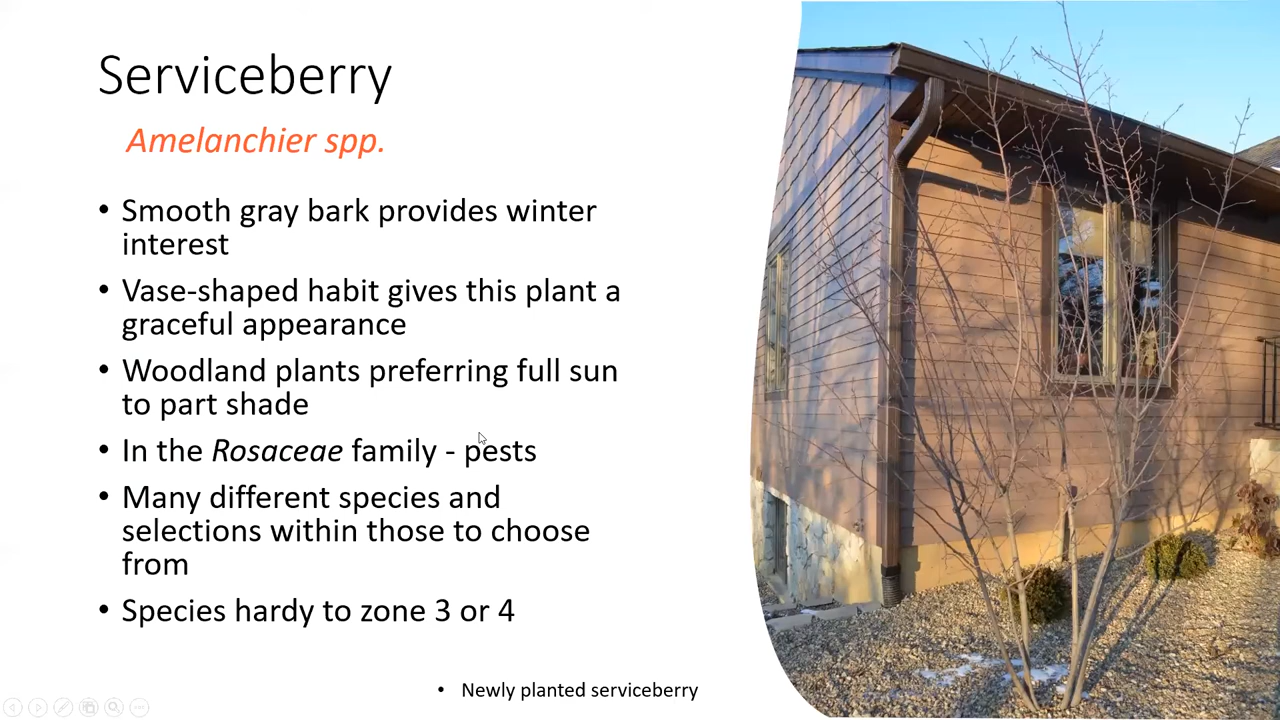 Serviceberry
Amelanchier spp.
• Smooth gray bark provides winter
interest
• Vase-shaped habit gives this plant a
graceful appearance
• Woodland plants preferring full sun
to part shade
• In the Rosaceae family - pests
• Many different species and
selections within those to choose
from
• Species hardy to zone 3 or 4
• Newly planted serviceberry